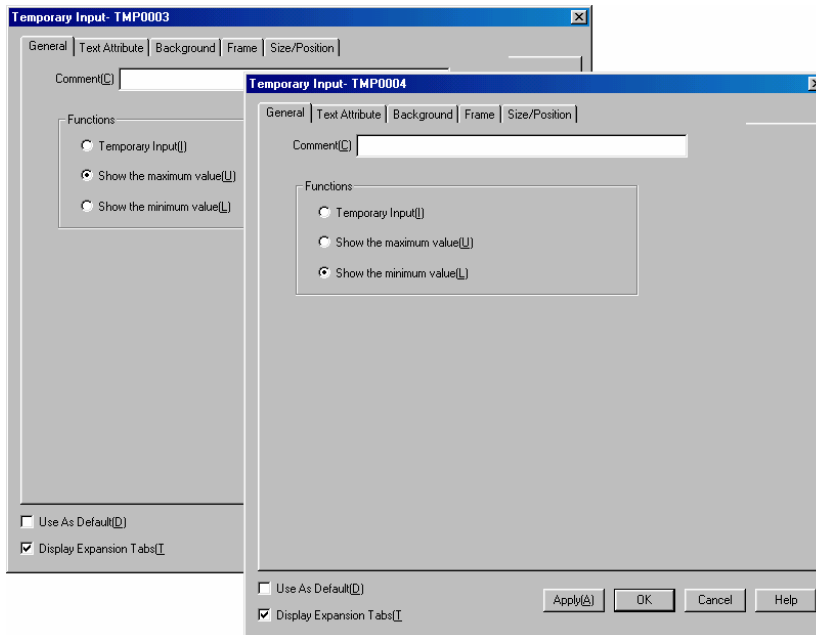 Temporary Input- TMP0003
General Text Attribute Background Frame Size/Position
Comment(C)
Functions
Temporary Input(I)
Show the maximum value(U)
Show the minimum value(L)
Use As Default(D)
Display Expansion Tabs(T
Temporary Input- TMP0004
General Text Attribute Background Frame Size/Position
Comment(C)
Functions
Temporary Input(I)
Show the maximum value(U)
Show the minimum value(L)
Use As Default(D)
Display Expansion Tabs(T
Apply(A) OK Cancel Help